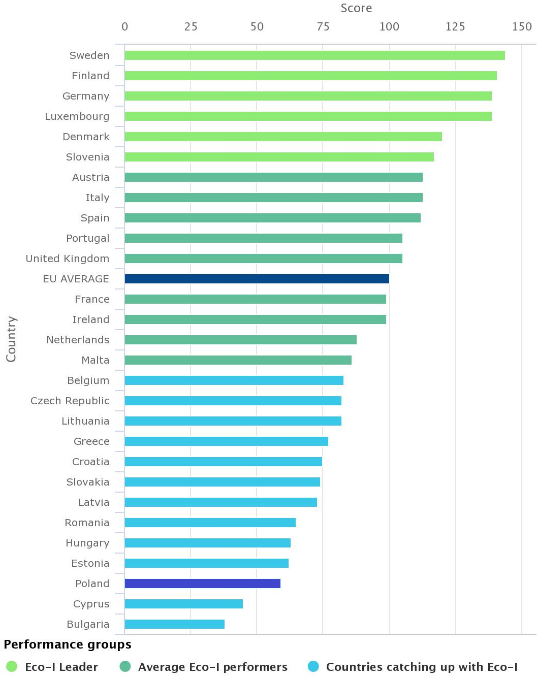 Score
0 25 50 75 100 125 150
Country
Sweden
Finland
Germany
Luxembourg
Denmark
Slovenia
Austria
Italy
Spain
Portugal
United Kingdom
EU AVERAGE
France
Ireland
Netherlands
Malta
Belgium
Czech Republic
Lithuania
Greece
Croatia
Slovakia
Latvia
Romania
Hungary
Estonia
Poland
Cyprus
Bulgaria
Performance groups
Eco-I Leader Average Eco-I performers Countries catching up with Eco-I